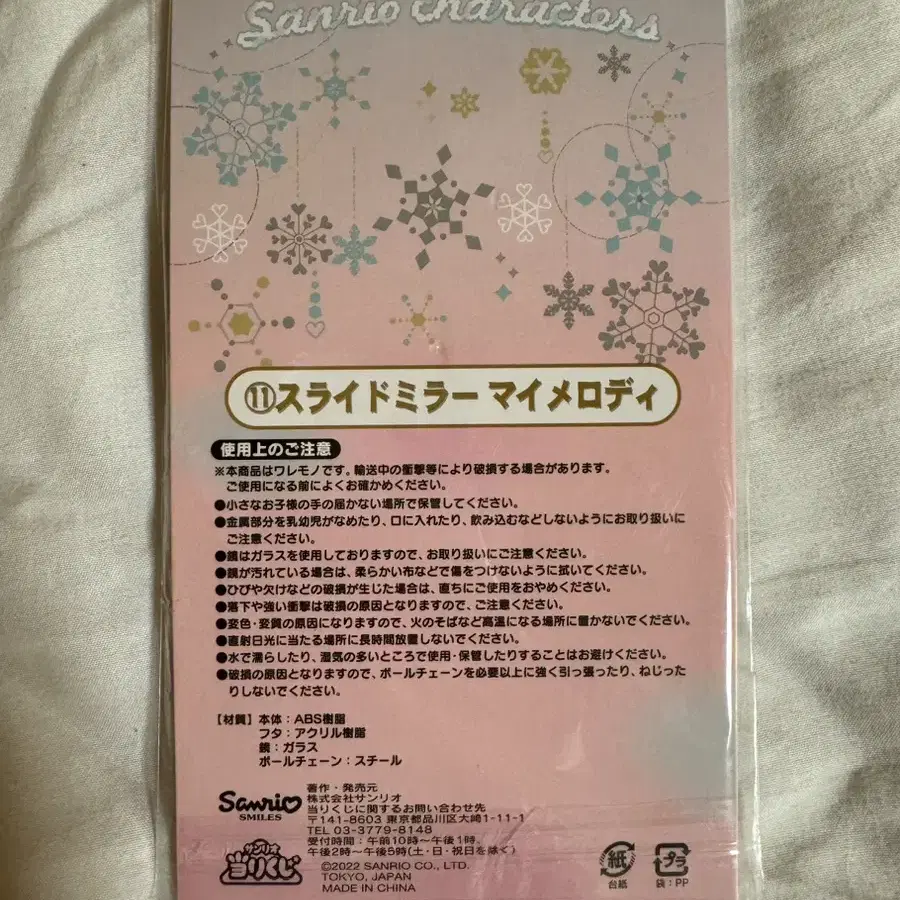 Sanrio characters
⑪スライドミラー マイメロディ
使用上のご注意
※本商品はワレモノです。輸送中の衝撃等により破損する場合があります。
ご使用になる前によくお確かめください。
●小さなお子様の手の届かない場所で保管してください。
●金属部分を乳幼児がなめたり、口に入れたり、飲み込むなどしないようにお取り扱いに
ご注意ください。
●鏡はガラスを使用しておりますので、お取り扱いにご注意ください。
●鏡が汚れている場合は、柔らかい布などで傷をつけないように拭いてください。
●ひびや欠けなどの破損が生じた場合は、直ちにご使用をおやめください。
●落下や強い衝撃は破損の原因となりますので、ご注意ください。
●変色・変質の原因になりますので、火のそばなど高温になる場所に置かないでください。
●直射日光に当たる場所に長時間放置しないでください。
●水で濡らしたり、湿気の多いところで使用・保管したりすることはお避けください。
●破損の原因となりますので、ボールチェーンを必要以上に強く引っ張ったり、ねじった
りしないでください。
【材質】本体：ABS樹脂
フタ：アクリル樹脂
鏡：ガラス
ボールチェーン：スチール
Sanrio
SMILES
サンリオ
当りくじ
著作・発売元
株式会社サンリオ
当りくじに関するお問い合わせ先
〒141-8603 東京都品川区大崎1-11-1
TEL 03-3779-8148
受付時間：午前10時〜午後1時、
午後2時〜午後5時(土・日・祝日を除く)
©2022 SANRIO CO., LTD.
TOKYO, JAPAN
MADE IN CHINA
紙
台紙
プラ
袋：PP